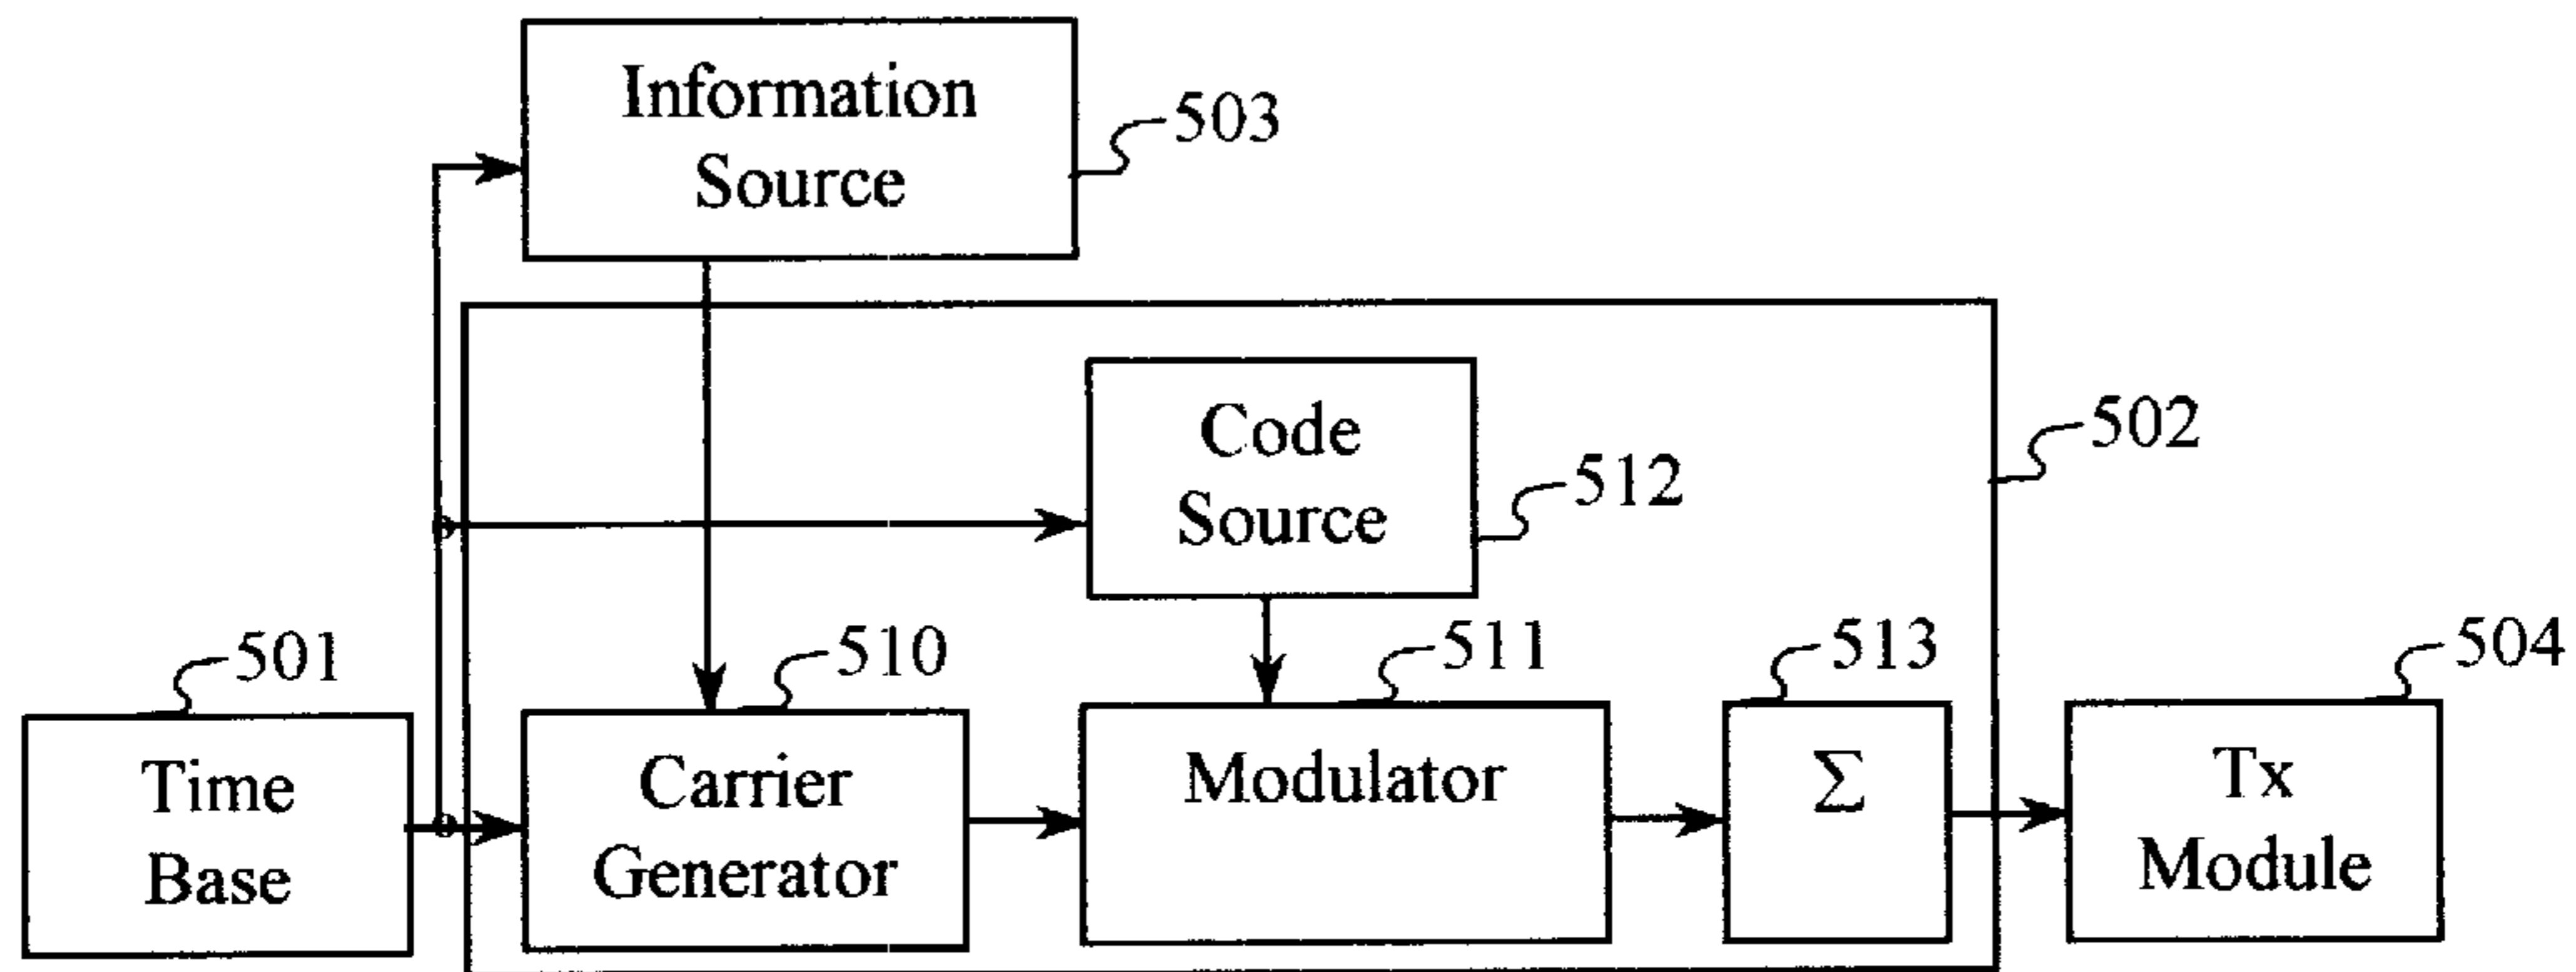 Information
Source
503
Code
Source
512
502
501
510
511
513
504
Time
Base
Carrier
Generator
Modulator
Σ
Tx
Module